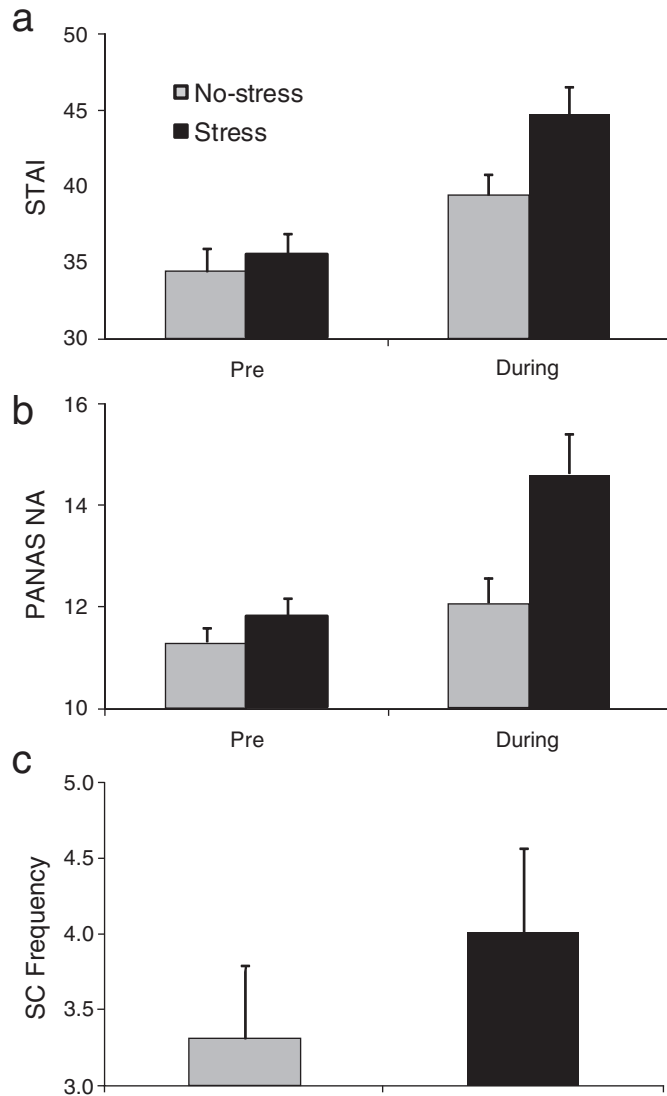 a
50
45
40
35
30
STAI
No-stress
Stress
Pre During
b
16
14
12
10
PANAS NA
Pre During
c
5.0
4.5
4.0
3.5
3.0
SC Frequency